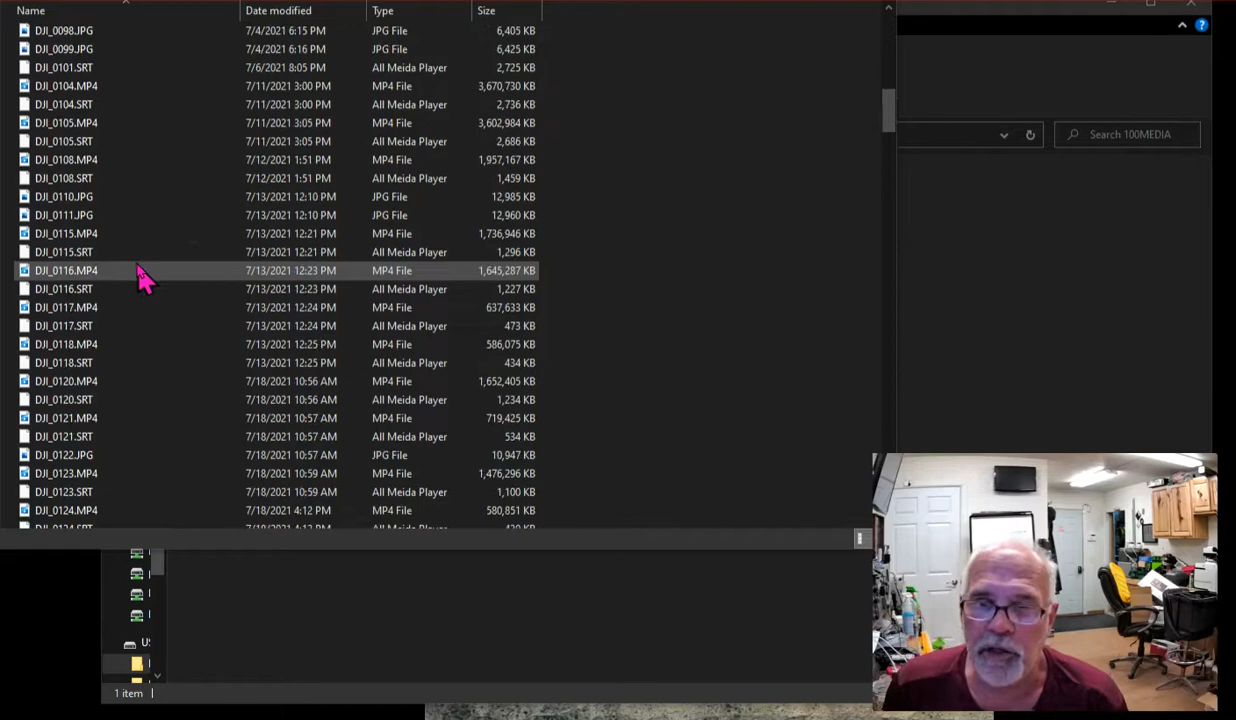 Name Date modified Type Size
DJI_0098.JPG 7/4/2021 6:15 PM JPG File 6,405 KB
DJI_0099.JPG 7/4/2021 6:16 PM JPG File 6,425 KB
DJI_0101.SRT 7/6/2021 8:05 PM All Meida Player 2,725 KB
DJI_0104.MP4 7/11/2021 3:00 PM MP4 File 3,670,730 KB
DJI_0104.SRT 7/11/2021 3:00 PM All Meida Player 2,736 KB
DJI_0105.MP4 7/11/2021 3:05 PM MP4 File 3,602,984 KB
Search 100MEDIA
DJI_0105.SRT 7/11/2021 3:05 PM All Meida Player 2,686 KB
DJI_0108.MP4 7/12/2021 1:51 PM MP4 File 1,957,167 KB
DJI_0108.SRT 7/12/2021 1:51 PM All Meida Player 1,459 KB
DJI_0110.JPG 7/13/2021 12:10 PM JPG File 12,985 KB
DJI_0111.JPG 7/13/2021 12:10 PM JPG File 12,960 KB
DJI_0115.MP4 7/13/2021 12:21 PM MP4 File 1,736,946 KB
DJI_0115.SRT 7/13/2021 12:21 PM All Meida Player 1,296 KB
DJI_0116.MP4 7/13/2021 12:23 PM MP4 File 1,645,287 KB
DJI_0116.SRT 7/13/2021 12:23 PM All Meida Player 1,227 KB
DJI_0117.MP4 7/13/2021 12:24 PM MP4 File 637,633 KB
DJI_0117.SRT 7/13/2021 12:24 PM All Meida Player 473 KB
DJI_0118.MP4 7/13/2021 12:25 PM MP4 File 586,075 KB
DJI_0118.SRT 7/13/2021 12:25 PM All Meida Player 434 KB
DJI_0120.MP4 7/18/2021 10:56 AM MP4 File 1,652,405 KB
DJI_0120.SRT 7/18/2021 10:56 AM All Meida Player 1,234 KB
DJI_0121.MP4 7/18/2021 10:57 AM MP4 File 719,425 KB
DJI_0121.SRT 7/18/2021 10:57 AM All Meida Player 534 KB
DJI_0122.JPG 7/18/2021 10:57 AM JPG File 10,947 KB
DJI_0123.MP4 7/18/2021 10:59 AM MP4 File 1,476,296 KB
DJI_0123.SRT 7/18/2021 10:59 AM All Meida Player 1,100 KB
DJI_0124.MP4 7/18/2021 4:12 PM MP4 File 580,851 KB
DJI_0124.SRT 7/18/2021 4:12 PM All Meida Player
1 item